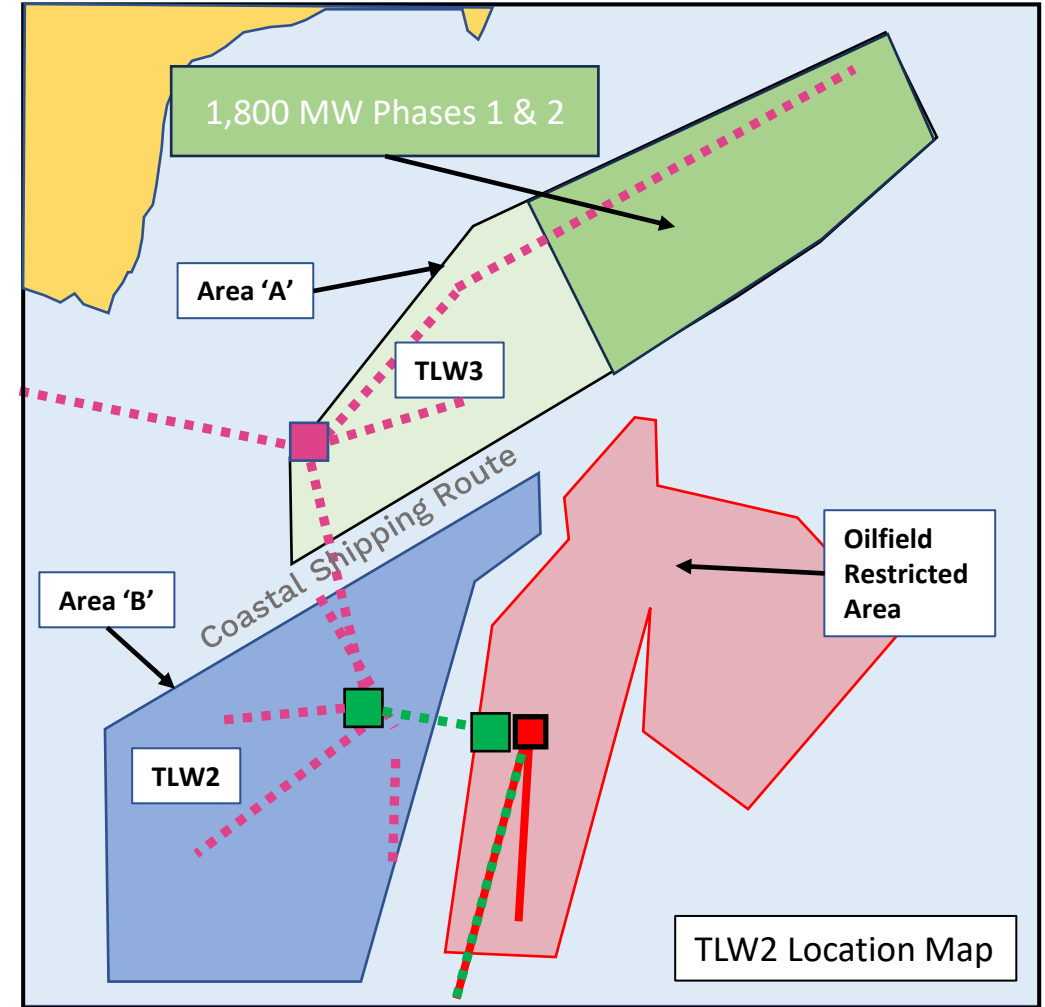 1,800 MW Phases 1 & 2
Area ‘A’
TLW3
Coastal Shipping Route
Oilfield
Restricted
Area
Area ‘B’
TLW2
TLW2 Location Map